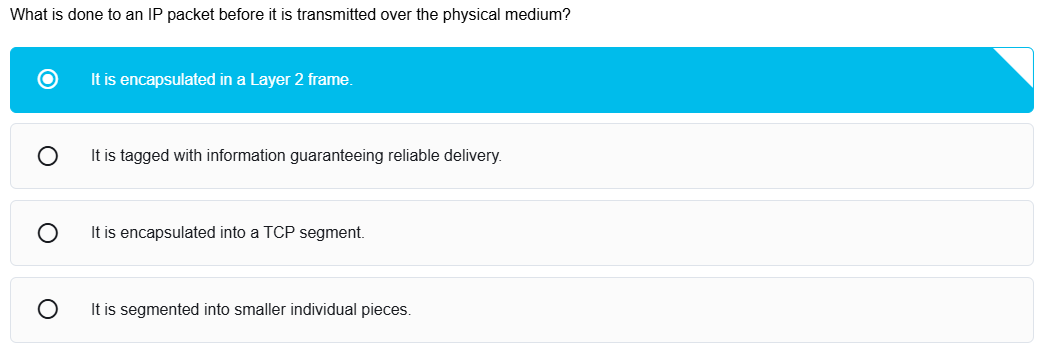 What is done to an IP packet before it is transmitted over the physical medium?
It is encapsulated in a Layer 2 frame.
It is tagged with information guaranteeing reliable delivery.
It is encapsulated into a TCP segment.
It is segmented into smaller individual pieces.